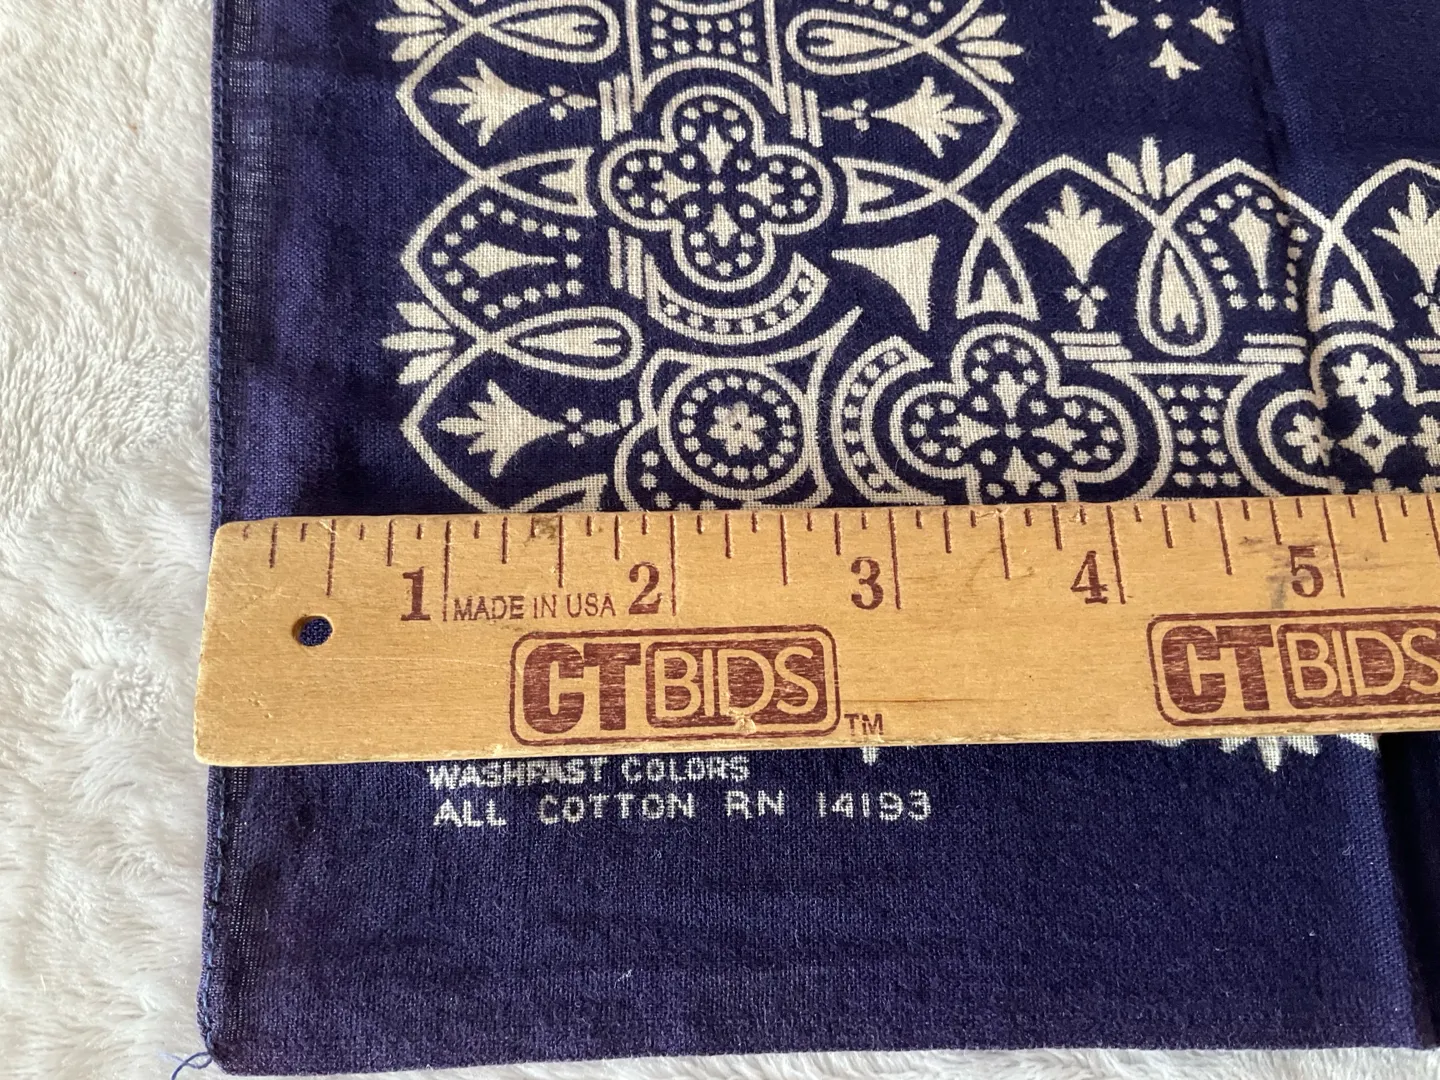 1 2 3 4 5
MADE IN USA
CTBIDS TM CTBIDS
WASHFAST COLORS
ALL COTTON RN 14193